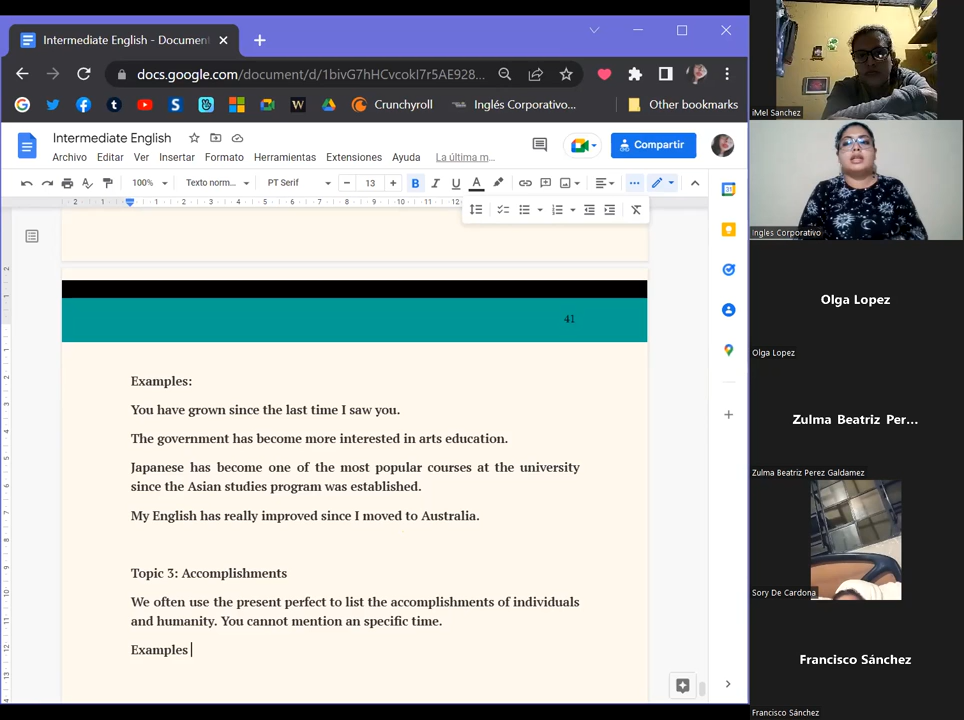 Intermediate English - Document
docs.google.com/document/d/1bivG7hHCvcokI7r5AE928...
Crunchyroll
Inglés Corporativo...
Other bookmarks
Intermediate English
Archivo Editar Ver Insertar Formato Herramientas Extensiones Ayuda La última m...
Compartir
100% Texto norm... PT Serif 13
41
Examples:
You have grown since the last time I saw you.
The government has become more interested in arts education.
Japanese has become one of the most popular courses at the university
since the Asian studies program was established.
My English has really improved since I moved to Australia.
Topic 3: Accomplishments
We often use the present perfect to list the accomplishments of individuals
and humanity. You cannot mention an specific time.
Examples
iMel Sanchez
Ingles Corporativo
Olga Lopez
Olga Lopez
Zulma Beatriz Per...
Zulma Beatriz Perez Galdamez
Sory De Cardona
Francisco Sánchez
Francisco Sánchez